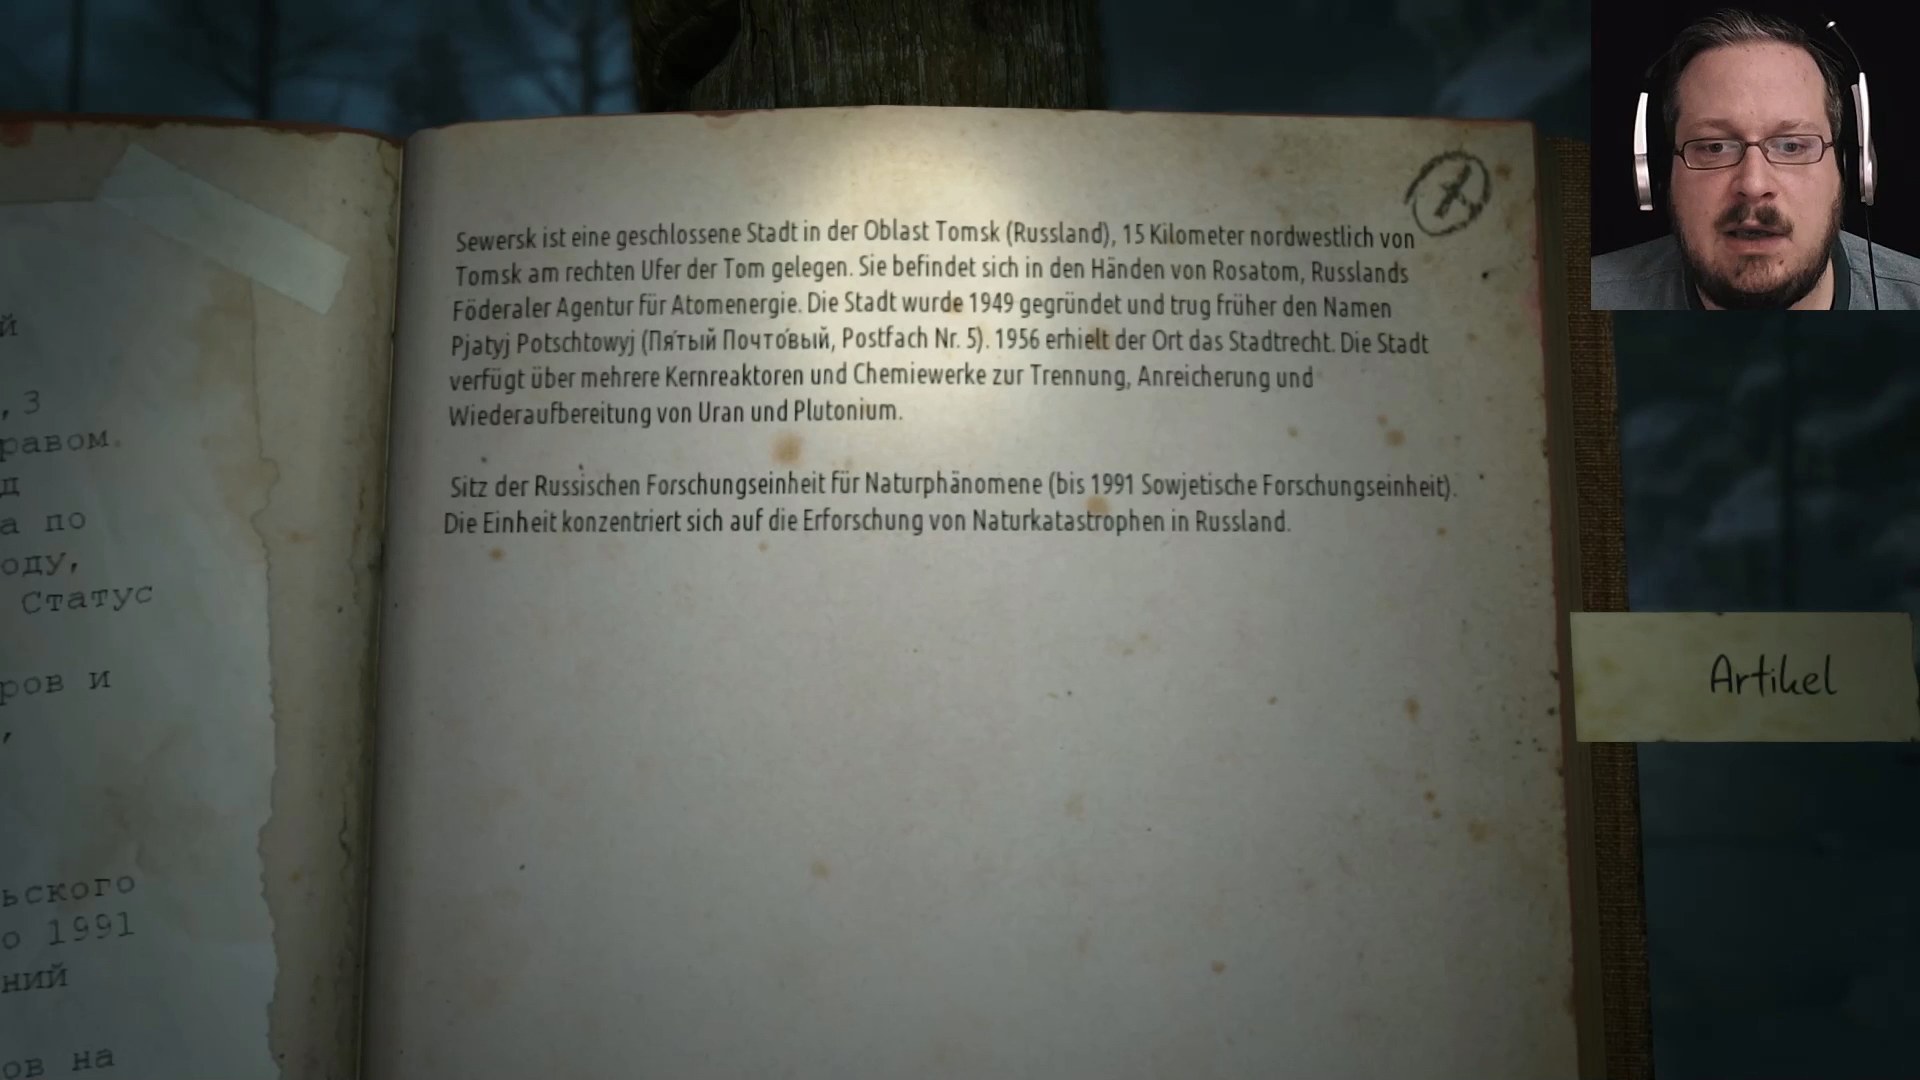 й
, 3
равом.
д
а по
оду,
Статус
ров и
,
ьского
о 1991
ний
ов на
Sewersk ist eine geschlossene Stadt in der Oblast Tomsk (Russland), 15 Kilometer nordwestlich von
Tomsk am rechten Ufer der Tom gelegen. Sie befindet sich in den Händen von Rosatom, Russlands
Föderaler Agentur für Atomenergie. Die Stadt wurde 1949 gegründet und trug früher den Namen
Pjatyj Potschtowyj (Пя́тый Почто́вый, Postfach Nr. 5). 1956 erhielt der Ort das Stadtrecht. Die Stadt
verfügt über mehrere Kernreaktoren und Chemiewerke zur Trennung, Anreicherung und
Wiederaufbereitung von Uran und Plutonium.
Sitz der Russischen Forschungseinheit für Naturphänomene (bis 1991 Sowjetische Forschungseinheit).
Die Einheit konzentriert sich auf die Erforschung von Naturkatastrophen in Russland.
Artikel